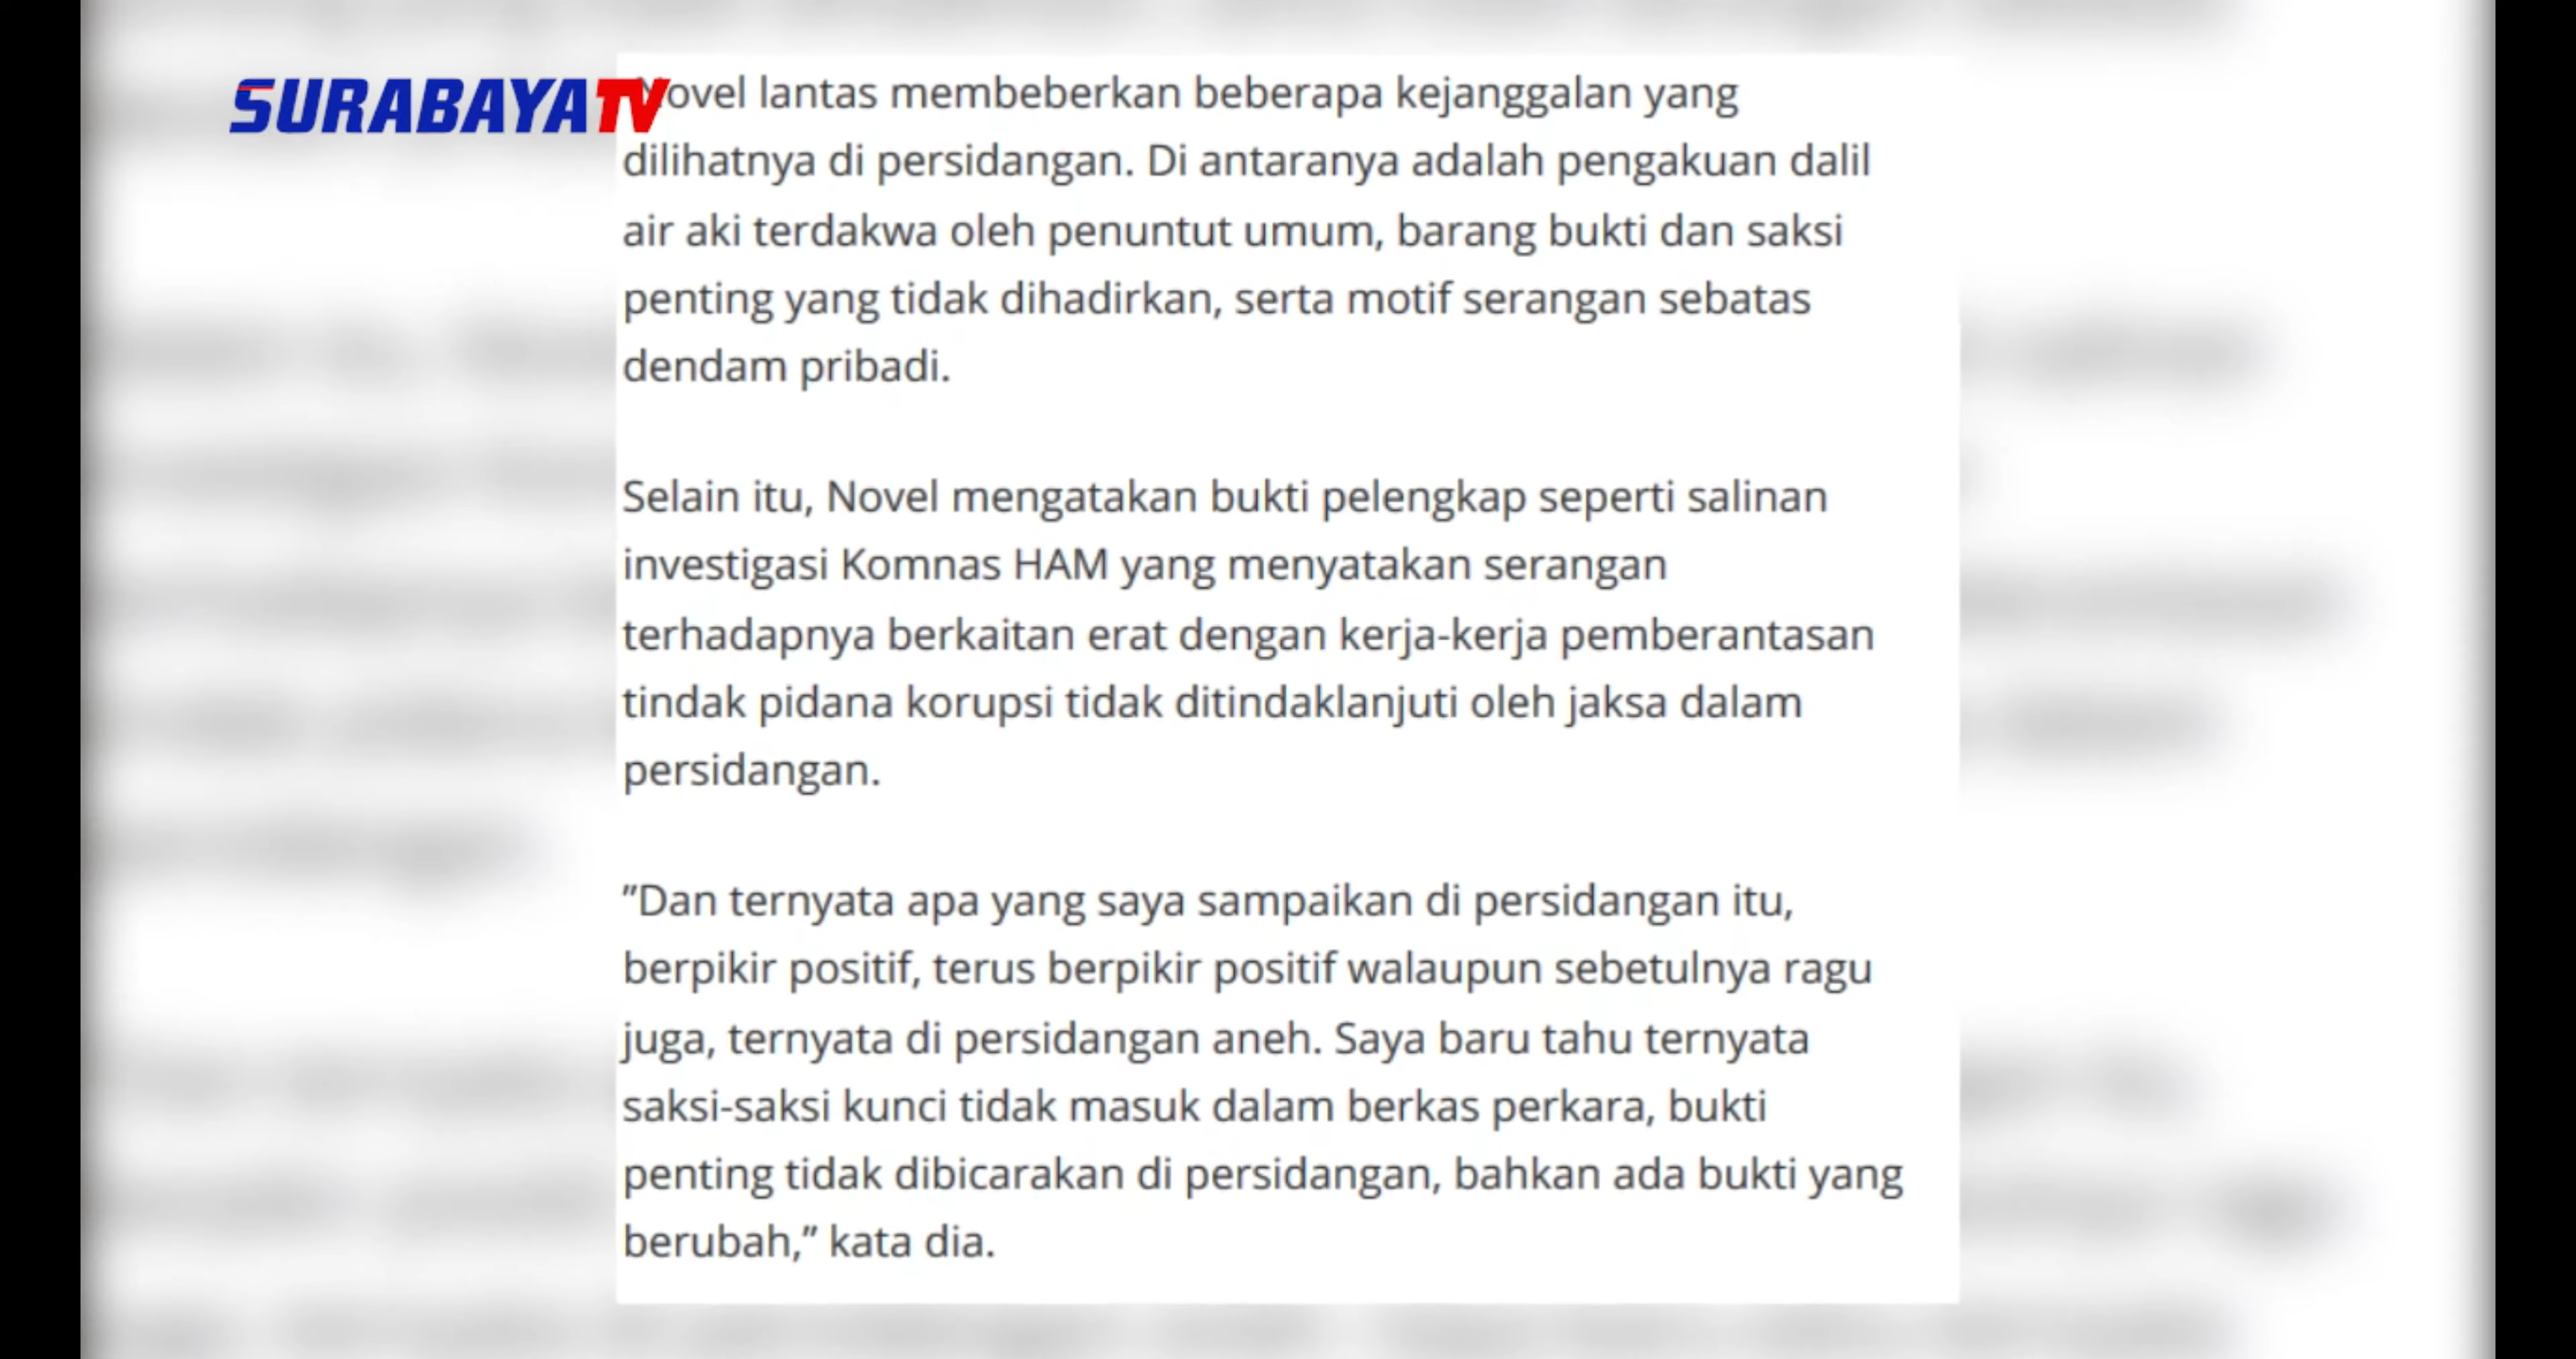 SURABAYATV
Novel lantas membeberkan beberapa kejanggalan yang
dilihatnya di persidangan. Di antaranya adalah pengakuan dalil
air aki terdakwa oleh penuntut umum, barang bukti dan saksi
penting yang tidak dihadirkan, serta motif serangan sebatas
dendam pribadi.
Selain itu, Novel mengatakan bukti pelengkap seperti salinan
investigasi Komnas HAM yang menyatakan serangan
terhadapnya berkaitan erat dengan kerja-kerja pemberantasan
tindak pidana korupsi tidak ditindaklanjuti oleh jaksa dalam
persidangan.
”Dan ternyata apa yang saya sampaikan di persidangan itu,
berpikir positif, terus berpikir positif walaupun sebetulnya ragu
juga, ternyata di persidangan aneh. Saya baru tahu ternyata
saksi-saksi kunci tidak masuk dalam berkas perkara, bukti
penting tidak dibicarakan di persidangan, bahkan ada bukti yang
berubah,” kata dia.